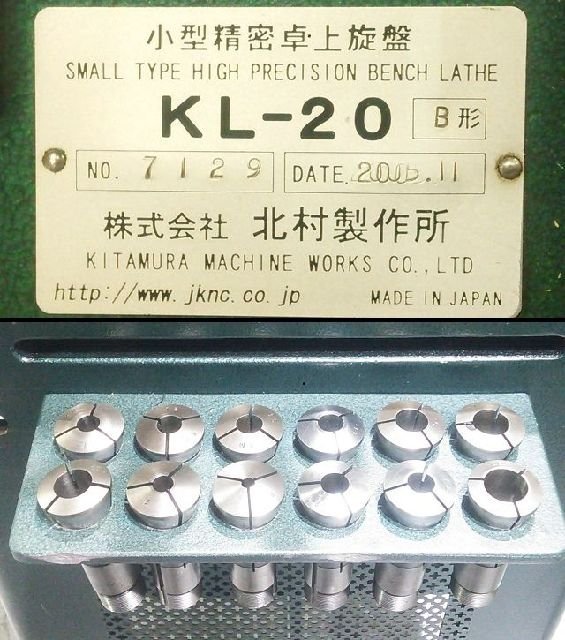 小型精密卓上旋盤
SMALL TYPE HIGH PRECISION BENCH LATHE
KL-20 B形
NO. 7129 DATE. 2005.11
株式会社 北村製作所
KITAMURA MACHINE WORKS CO.,LTD
http://www.jknc.co.jp MADE IN JAPAN